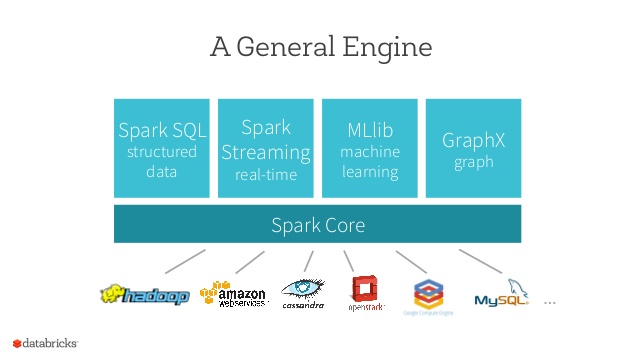 A General Engine
Spark SQL
structured
data
Spark
Streaming
real-time
MLlib
machine
learning
GraphX
graph
Spark Core
hadoop
amazon
webservices
cassandra
openstack
Google Compute Engine
MySQL
...
databricks